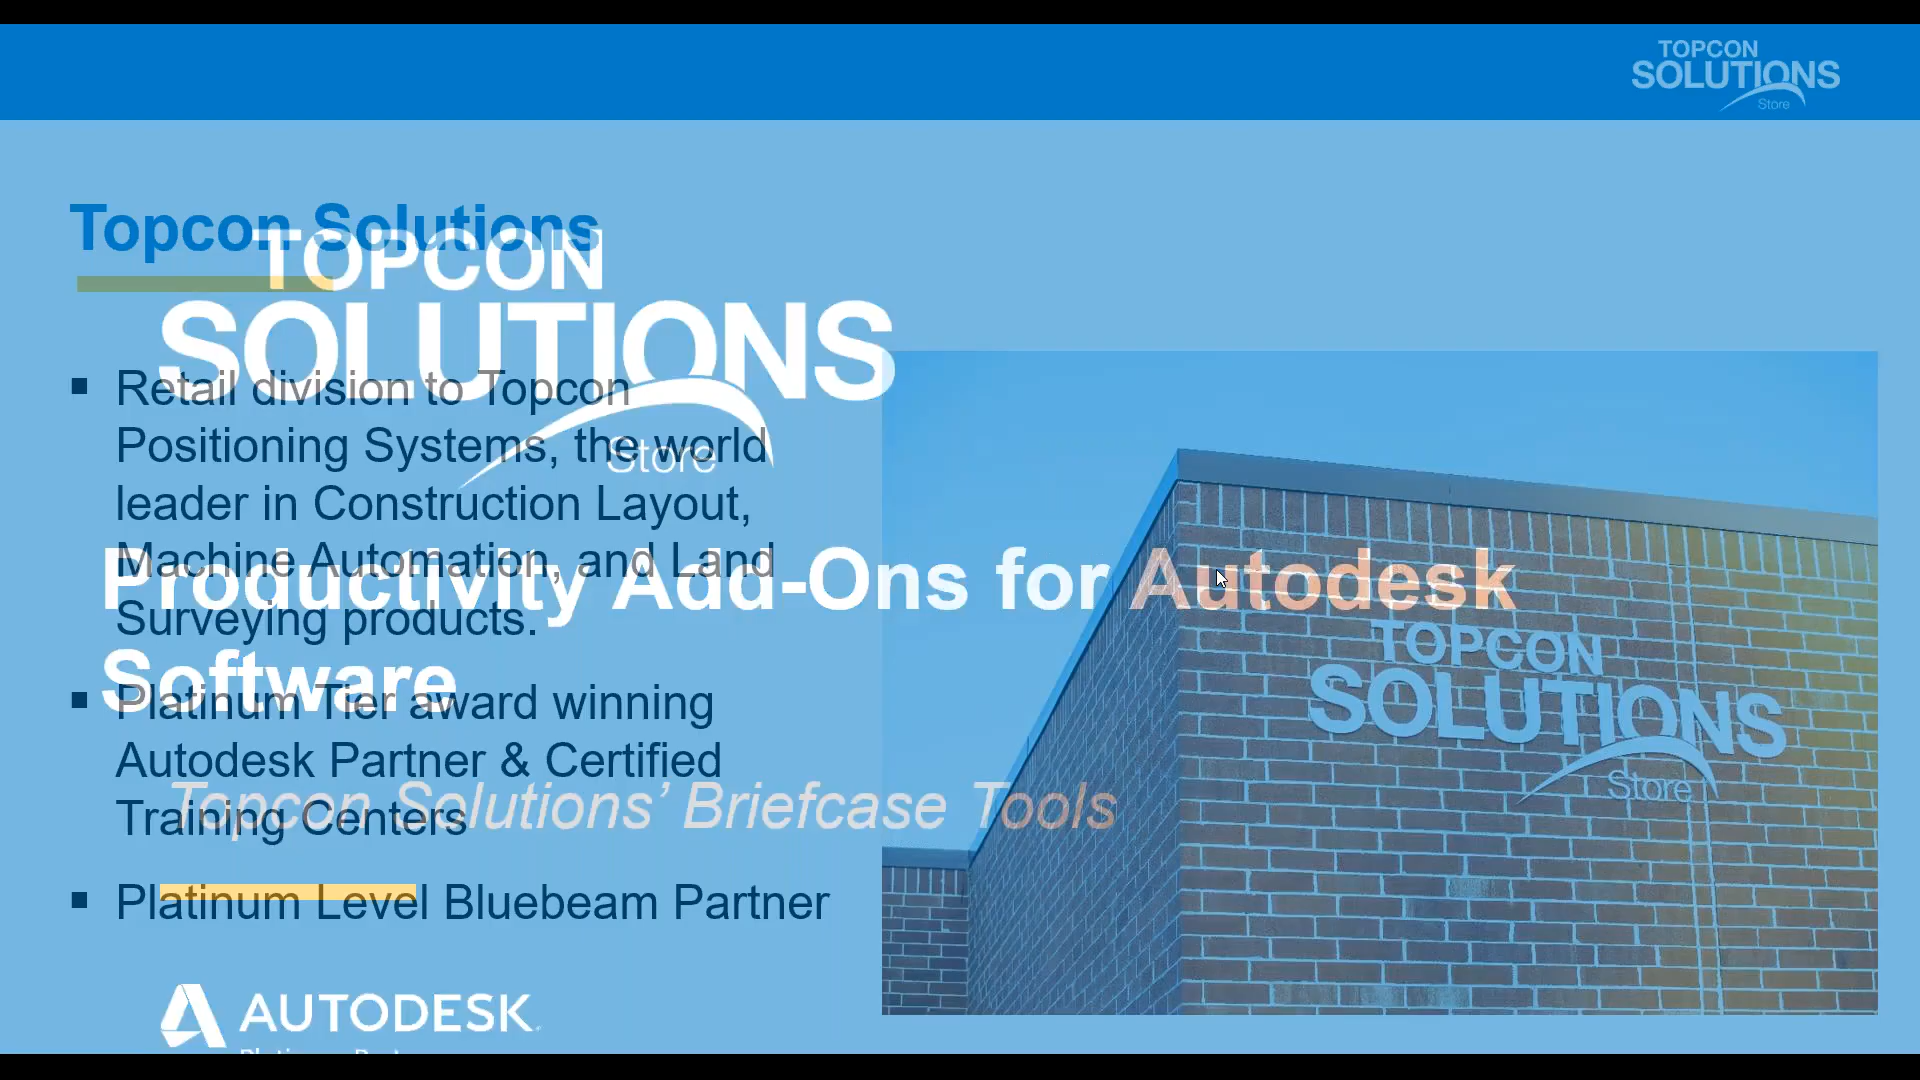 TOPCON
SOLUTIONS
Store
Topcon Solutions
TOPCON
SOLUTIONS
Store
Retail division to Topcon
Positioning Systems, the world
leader in Construction Layout,
Machine Automation, and Land
Surveying products.
Productivity Add-Ons for Autodesk
Software
Platinum Tier award winning
Autodesk Partner & Certified
Training Centers
Topcon Solutions’ Briefcase Tools
Platinum Level Bluebeam Partner
TOPCON
SOLUTIONS
Store
AUTODESK